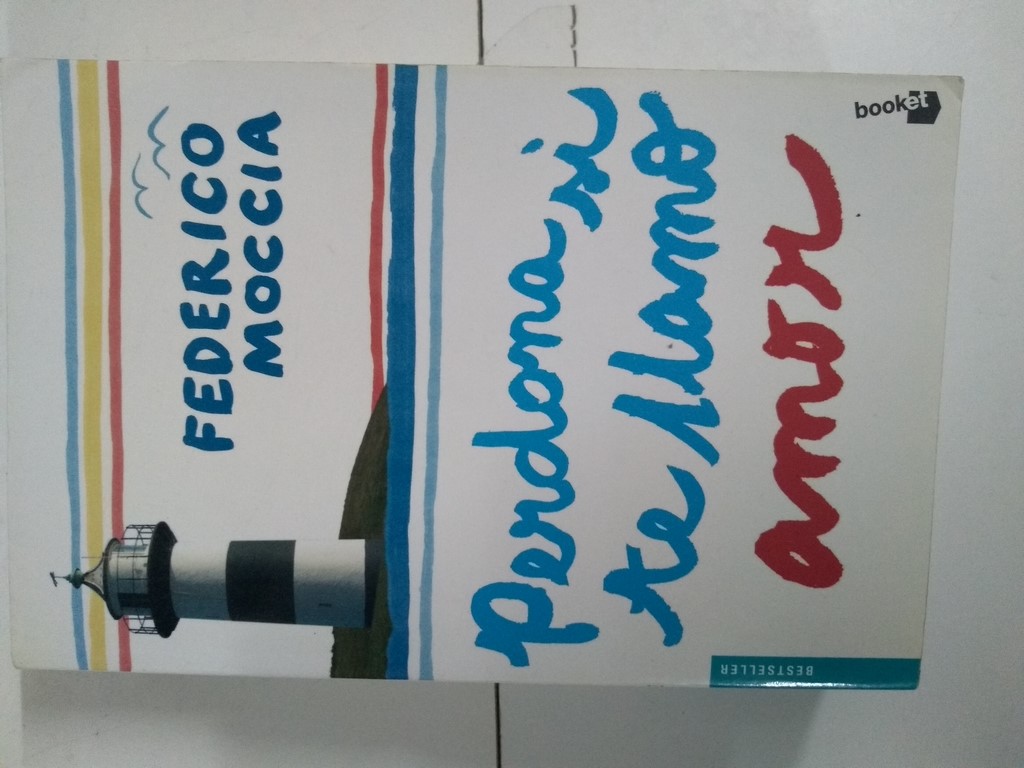 FEDERICO
MOCCIA
perdona si
te llamo
amor
booket
BESTSELLER